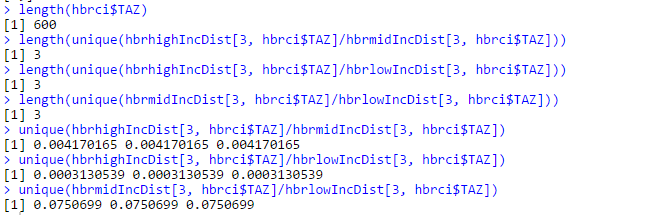 > length(hbrci$TAZ)
[1] 600
> length(unique(hbrhighIncDist[3, hbrci$TAZ]/hbrmidIncDist[3, hbrci$TAZ]))
[1] 3
> length(unique(hbrhighIncDist[3, hbrci$TAZ]/hbrlowIncDist[3, hbrci$TAZ]))
[1] 3
> length(unique(hbrmidIncDist[3, hbrci$TAZ]/hbrlowIncDist[3, hbrci$TAZ]))
[1] 3
> unique(hbrhighIncDist[3, hbrci$TAZ]/hbrmidIncDist[3, hbrci$TAZ])
[1] 0.004170165 0.004170165 0.004170165
> unique(hbrhighIncDist[3, hbrci$TAZ]/hbrlowIncDist[3, hbrci$TAZ])
[1] 0.0003130539 0.0003130539 0.0003130539
> unique(hbrmidIncDist[3, hbrci$TAZ]/hbrlowIncDist[3, hbrci$TAZ])
[1] 0.0750699 0.0750699 0.0750699